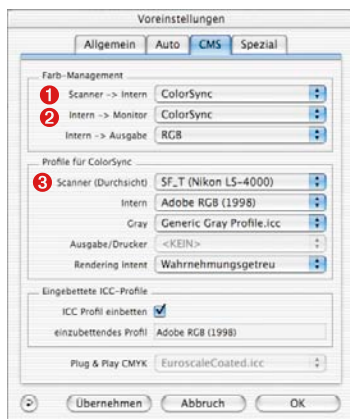 Voreinstellungen
Allgemein Auto CMS Spezial
Farb-Management
1 Scanner -> Intern ColorSync
2 Intern -> Monitor ColorSync
Intern -> Ausgabe RGB
Profile für ColorSync
3 Scanner (Durchsicht) SF_T (Nikon LS-4000)
Intern Adobe RGB (1998)
Gray Generic Gray Profile.icc
Ausgabe/Drucker <KEIN>
Rendering Intent Wahrnehmungsgetreu
Eingebettete ICC-Profile
ICC Profil einbetten
einzubettendes Profil Adobe RGB (1998)
Plug & Play CMYK EuroscaleCoated.icc
Übernehmen Abbruch OK